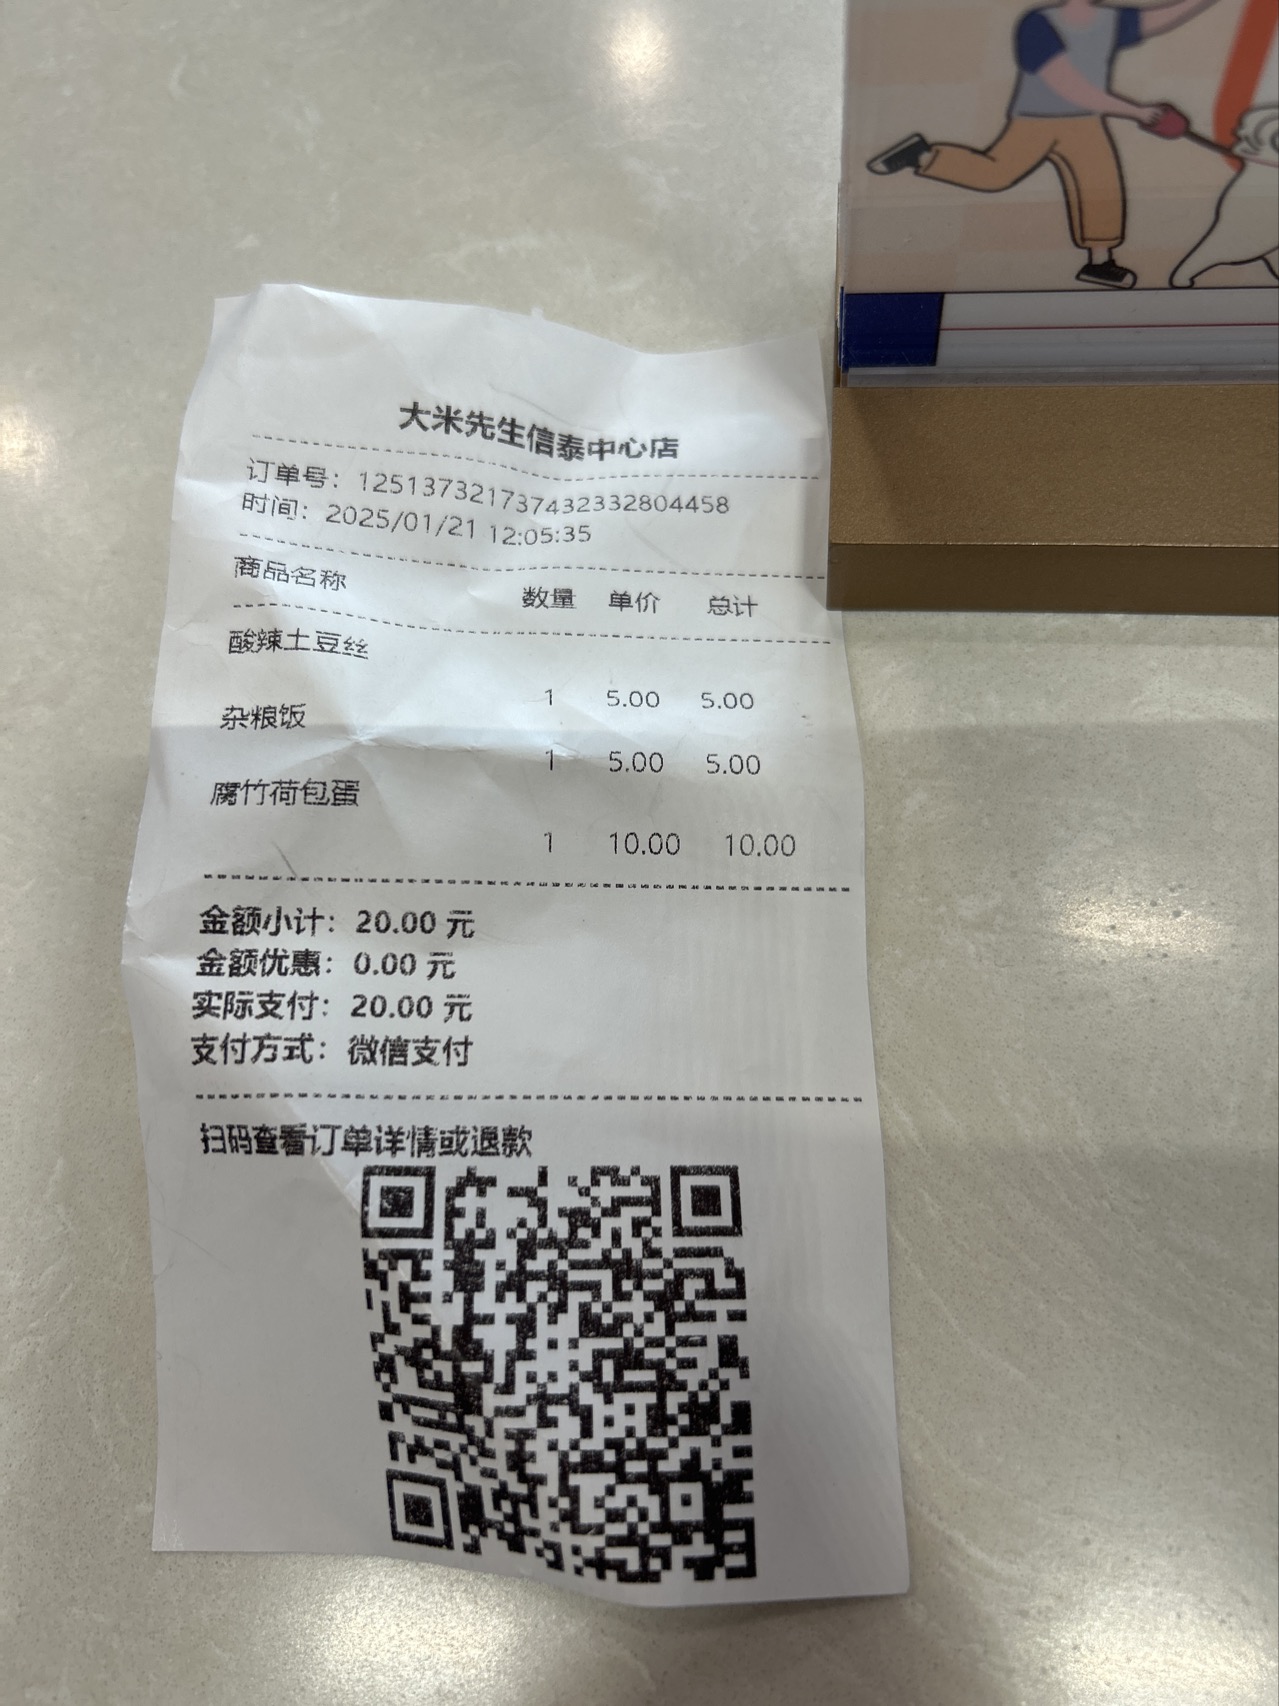 大米先生信泰中心店
订单号：1251373217374323332804458
时间：2025/01/21 12:05:35
商品名称 数量 单价 总计
酸辣土豆丝
1 5.00 5.00
杂粮饭
1 5.00 5.00
腐竹荷包蛋
1 10.00 10.00
金额小计：20.00 元
金额优惠：0.00 元
实际支付：20.00 元
支付方式：微信支付
扫码查看订单详情或退款